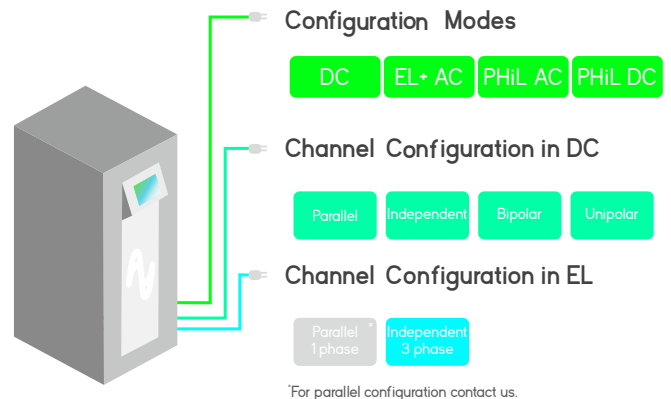 Configuration Modes
DC EL+ AC PHiL AC PHiL DC
Channel Configuration in DC
Parallel Independent Bipolar Unipolar
Channel Configuration in EL
Parallel* Independent
1 phase 3 phase
*For parallel configuration contact us.